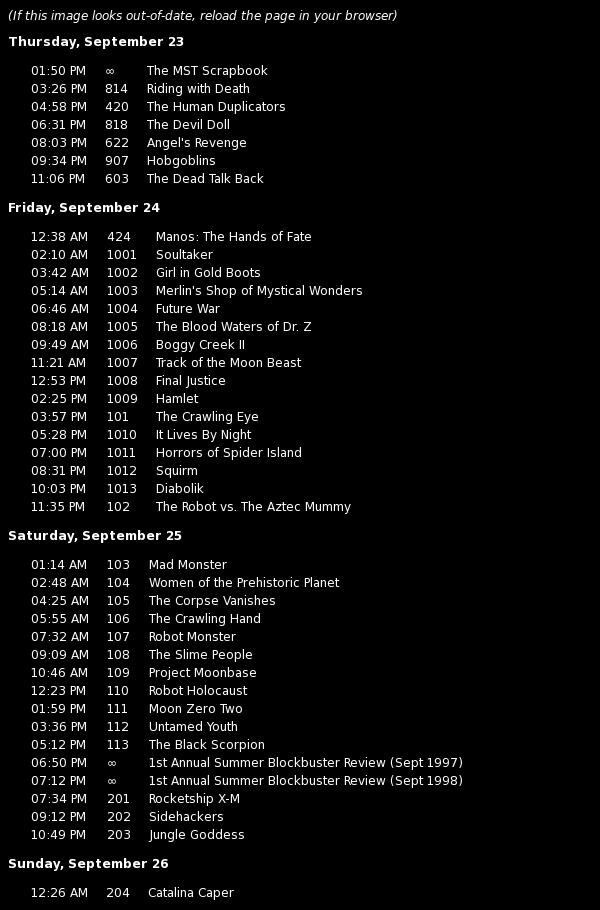 (If this image looks out-of-date, reload the page in your browser)
Thursday, September 23
01:50 PM ∞ The MST Scrapbook
03:26 PM 814 Riding with Death
04:58 PM 420 The Human Duplicators
06:31 PM 818 The Devil Doll
08:03 PM 622 Angel's Revenge
09:34 PM 907 Hobgoblins
11:06 PM 603 The Dead Talk Back
Friday, September 24
12:38 AM 424 Manos: The Hands of Fate
02:10 AM 1001 Soultaker
03:42 AM 1002 Girl in Gold Boots
05:14 AM 1003 Merlin's Shop of Mystical Wonders
06:46 AM 1004 Future War
08:18 AM 1005 The Blood Waters of Dr. Z
09:49 AM 1006 Boggy Creek II
11:21 AM 1007 Track of the Moon Beast
12:53 PM 1008 Final Justice
02:25 PM 1009 Hamlet
03:57 PM 101 The Crawling Eye
05:28 PM 1010 It Lives By Night
07:00 PM 1011 Horrors of Spider Island
08:31 PM 1012 Squirm
10:03 PM 1013 Diabolik
11:35 PM 102 The Robot vs. The Aztec Mummy
Saturday, September 25
01:14 AM 103 Mad Monster
02:48 AM 104 Women of the Prehistoric Planet
04:25 AM 105 The Corpse Vanishes
05:55 AM 106 The Crawling Hand
07:32 AM 107 Robot Monster
09:09 AM 108 The Slime People
10:46 AM 109 Project Moonbase
12:23 PM 110 Robot Holocaust
01:59 PM 111 Moon Zero Two
03:36 PM 112 Untamed Youth
05:12 PM 113 The Black Scorpion
06:50 PM ∞ 1st Annual Summer Blockbuster Review (Sept 1997)
07:12 PM ∞ 1st Annual Summer Blockbuster Review (Sept 1998)
07:34 PM 201 Rocketship X-M
09:12 PM 202 Sidehackers
10:49 PM 203 Jungle Goddess
Sunday, September 26
12:26 AM 204 Catalina Caper